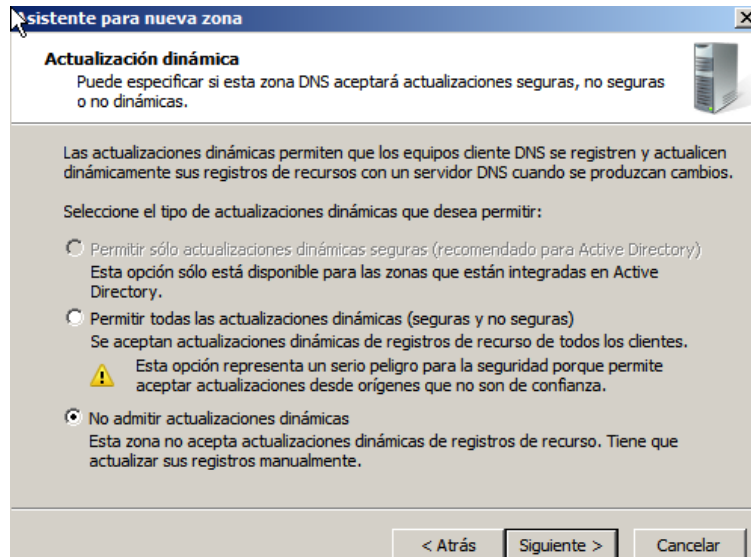 Asistente para nueva zona
Actualización dinámica
Puede especificar si esta zona DNS aceptará actualizaciones seguras, no seguras
o no dinámicas.
Las actualizaciones dinámicas permiten que los equipos cliente DNS se registren y actualicen
dinámicamente sus registros de recursos con un servidor DNS cuando se produzcan cambios.
Seleccione el tipo de actualizaciones dinámicas que desea permitir:
Permitir sólo actualizaciones dinámicas seguras (recomendado para Active Directory)
Esta opción sólo está disponible para las zonas que están integradas en Active
Directory.
Permitir todas las actualizaciones dinámicas (seguras y no seguras)
Se aceptan actualizaciones dinámicas de registros de recurso de todos los clientes.
Esta opción representa un serio peligro para la seguridad porque permite
aceptar actualizaciones desde orígenes que no son de confianza.
No admitir actualizaciones dinámicas
Esta zona no acepta actualizaciones dinámicas de registros de recurso. Tiene que
actualizar sus registros manualmente.
< Atrás Siguiente > Cancelar